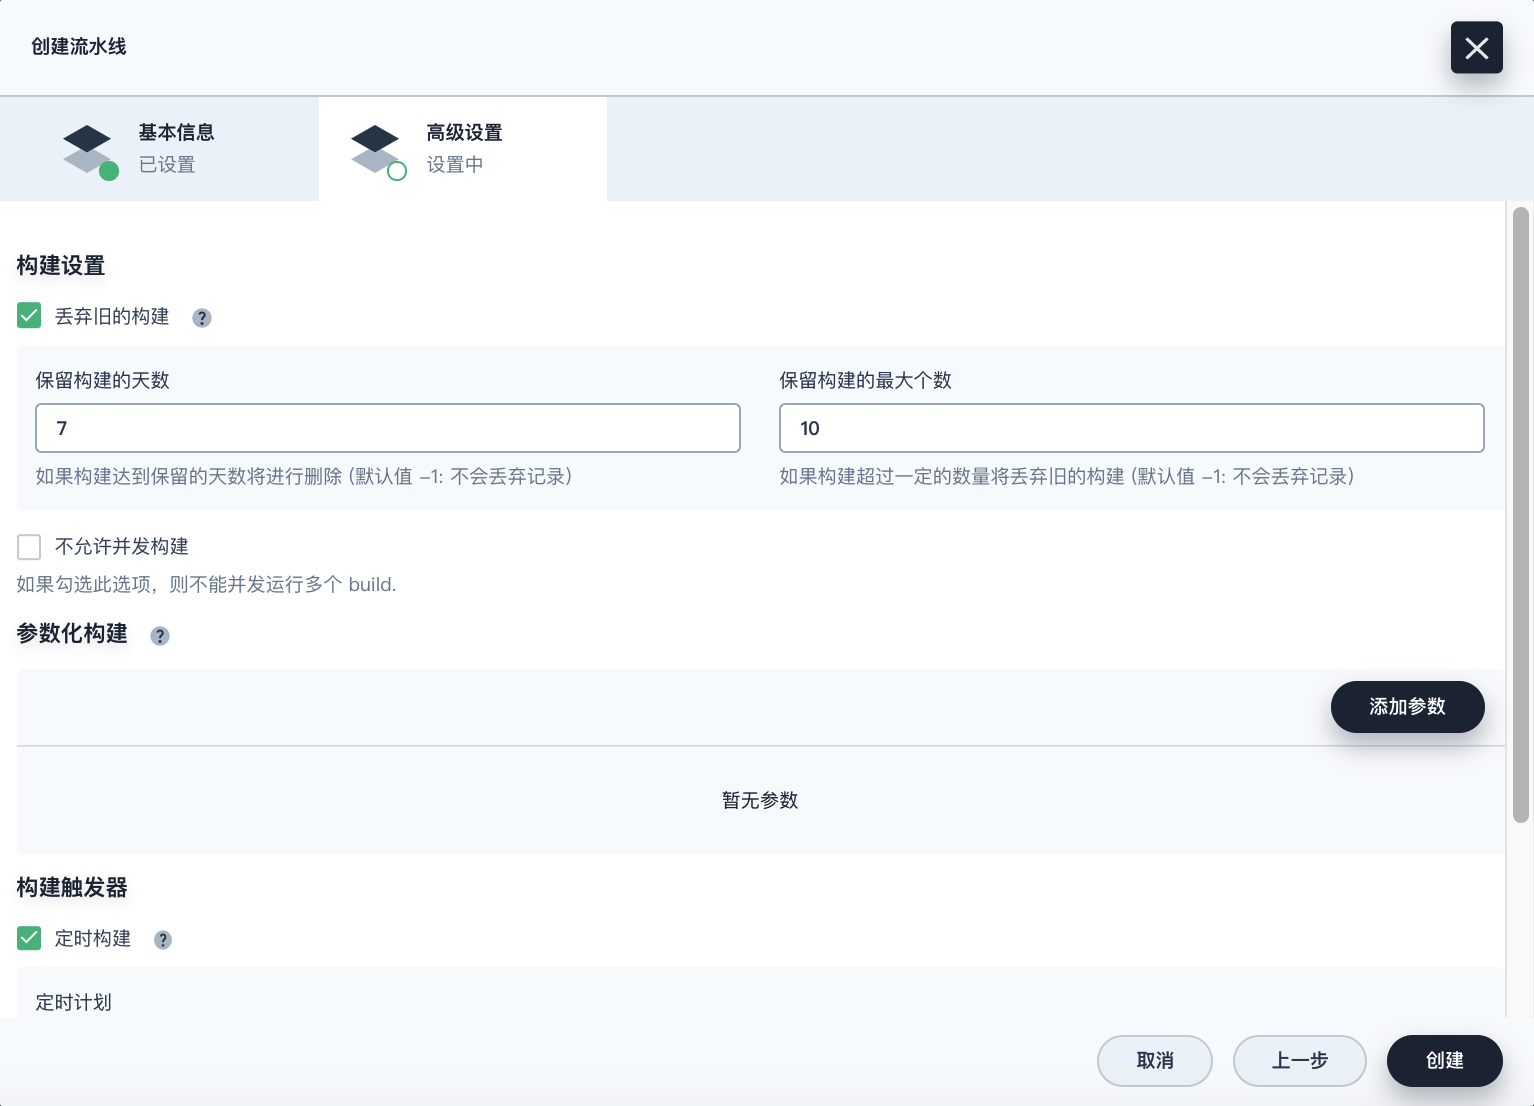 创建流水线
基本信息
已设置
高级设置
设置中
构建设置
丢弃旧的构建 ?
保留构建的天数
7
如果构建达到保留的天数将进行删除 (默认值 -1: 不会丢弃记录)
保留构建的最大个数
10
如果构建超过一定的数量将丢弃旧的构建 (默认值 -1: 不会丢弃记录)
不允许并发构建
如果勾选此选项，则不能并发运行多个 build.
参数化构建 ?
添加参数
暂无参数
构建触发器
定时构建 ?
定时计划
取消
上一步
创建